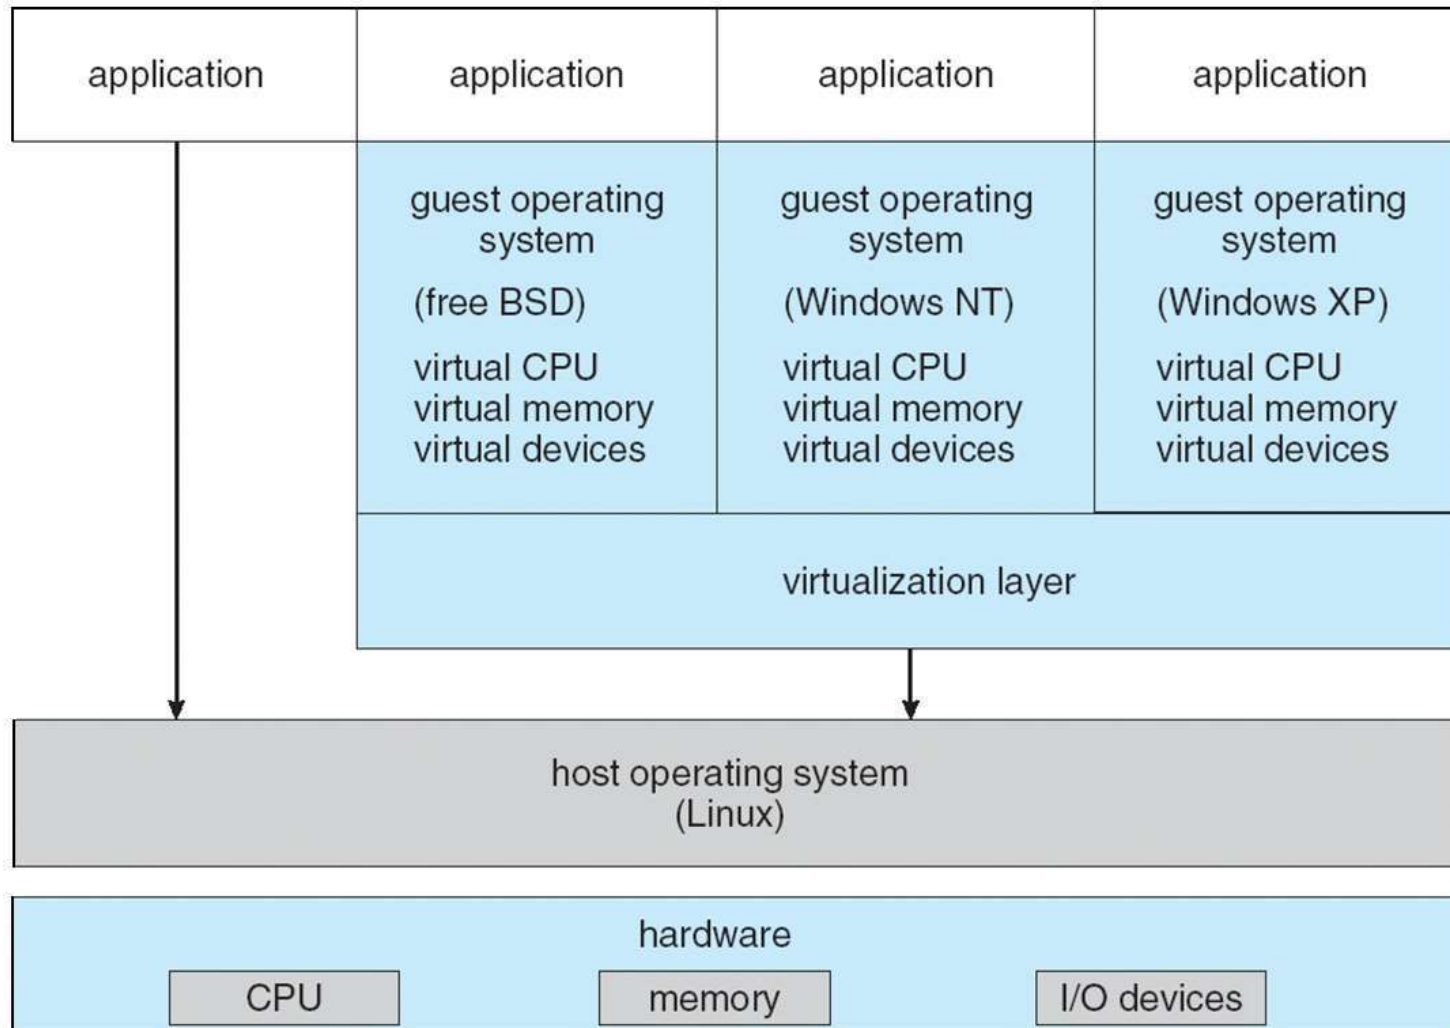 application
application
application
application
guest operating
system
(free BSD)
virtual CPU
virtual memory
virtual devices
guest operating
system
(Windows NT)
virtual CPU
virtual memory
virtual devices
guest operating
system
(Windows XP)
virtual CPU
virtual memory
virtual devices
virtualization layer
host operating system
(Linux)
hardware
CPU
memory
I/O devices